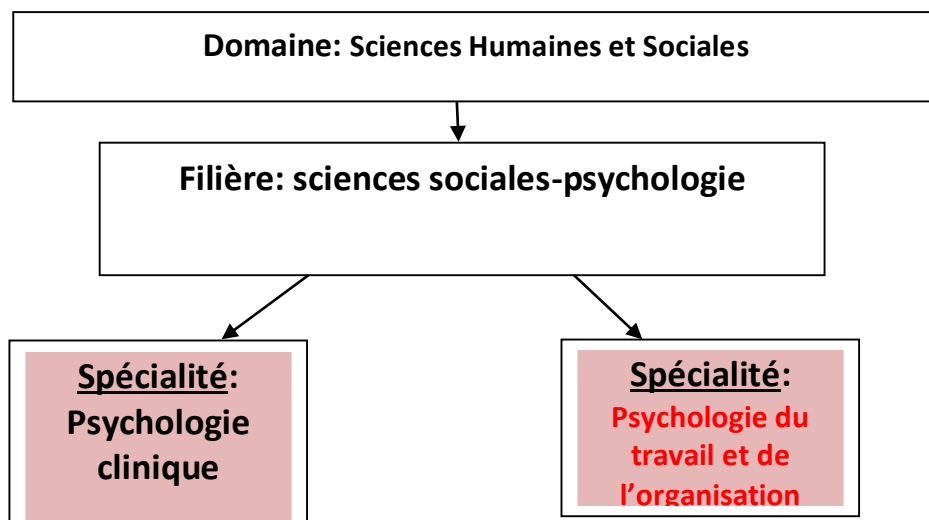 Domaine: Sciences Humaines et Sociales
Filière: sciences sociales-psychologie
Spécialité:
Psychologie
clinique
Spécialité:
Psychologie du
travail et de
l’organisation